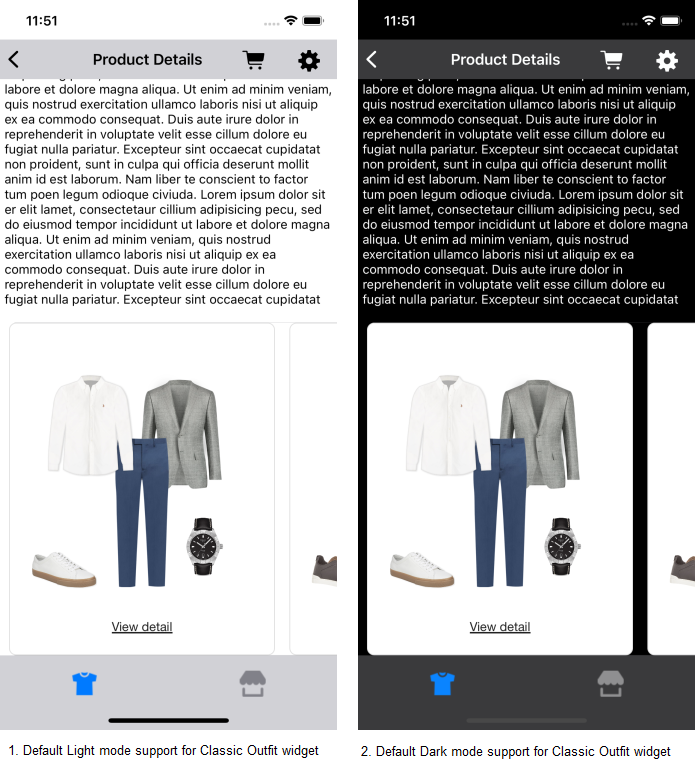 11:51
Product Details
labore et dolore magna aliqua. Ut enim ad minim veniam,
quis nostrud exercitation ullamco laboris nisi ut aliquip
ex ea commodo consequat. Duis aute irure dolor in
reprehenderit in voluptate velit esse cillum dolore eu
fugiat nulla pariatur. Excepteur sint occaecat cupidatat
non proident, sunt in culpa qui officia deserunt mollit
anim id est laborum. Nam liber te conscient to factor
tum poen legum odioque civiuda. Lorem ipsum dolor sit
er elit lamet, consectetaur cillium adipisicing pecu, sed
do eiusmod tempor incididunt ut labore et dolore magna
aliqua. Ut enim ad minim veniam, quis nostrud
exercitation ullamco laboris nisi ut aliquip ex ea
commodo consequat. Duis aute irure dolor in
reprehenderit in voluptate velit esse cillum dolore eu
fugiat nulla pariatur. Excepteur sint occaecat cupidatat
View detail
1. Default Light mode support for Classic Outfit widget
11:51
Product Details
labore et dolore magna aliqua. Ut enim ad minim veniam,
quis nostrud exercitation ullamco laboris nisi ut aliquip
ex ea commodo consequat. Duis aute irure dolor in
reprehenderit in voluptate velit esse cillum dolore eu
fugiat nulla pariatur. Excepteur sint occaecat cupidatat
non proident, sunt in culpa qui officia deserunt mollit
anim id est laborum. Nam liber te conscient to factor
tum poen legum odioque civiuda. Lorem ipsum dolor sit
er elit lamet, consectetaur cillium adipisicing pecu, sed
do eiusmod tempor incididunt ut labore et dolore magna
aliqua. Ut enim ad minim veniam, quis nostrud
exercitation ullamco laboris nisi ut aliquip ex ea
commodo consequat. Duis aute irure dolor in
reprehenderit in voluptate velit esse cillum dolore eu
fugiat nulla pariatur. Excepteur sint occaecat cupidatat
View detail
2. Default Dark mode support for Classic Outfit widget